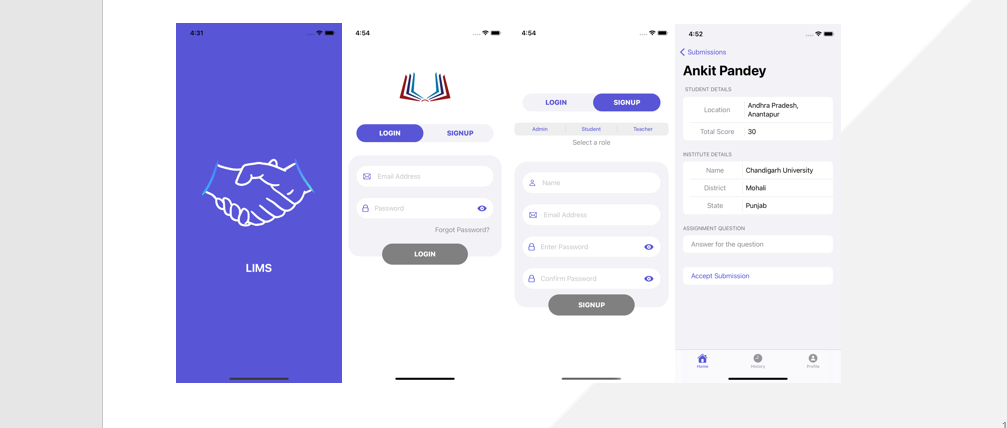 4:31
LIMS
4:54
LOGIN
SIGNUP
Email Address
Password
Forgot Password?
LOGIN
4:54
LOGIN
SIGNUP
Admin
Student
Teacher
Select a role
Name
Email Address
Enter Password
Confirm Password
SIGNUP
4:52
Submissions
Ankit Pandey
STUDENT DETAILS
Location
Andhra Pradesh,
Anantapur
Total Score
30
INSTITUTE DETAILS
Name
Chandigarh University
District
Mohali
State
Punjab
ASSIGNMENT QUESTION
Answer for the question
Accept Submission
Home
History
Profile